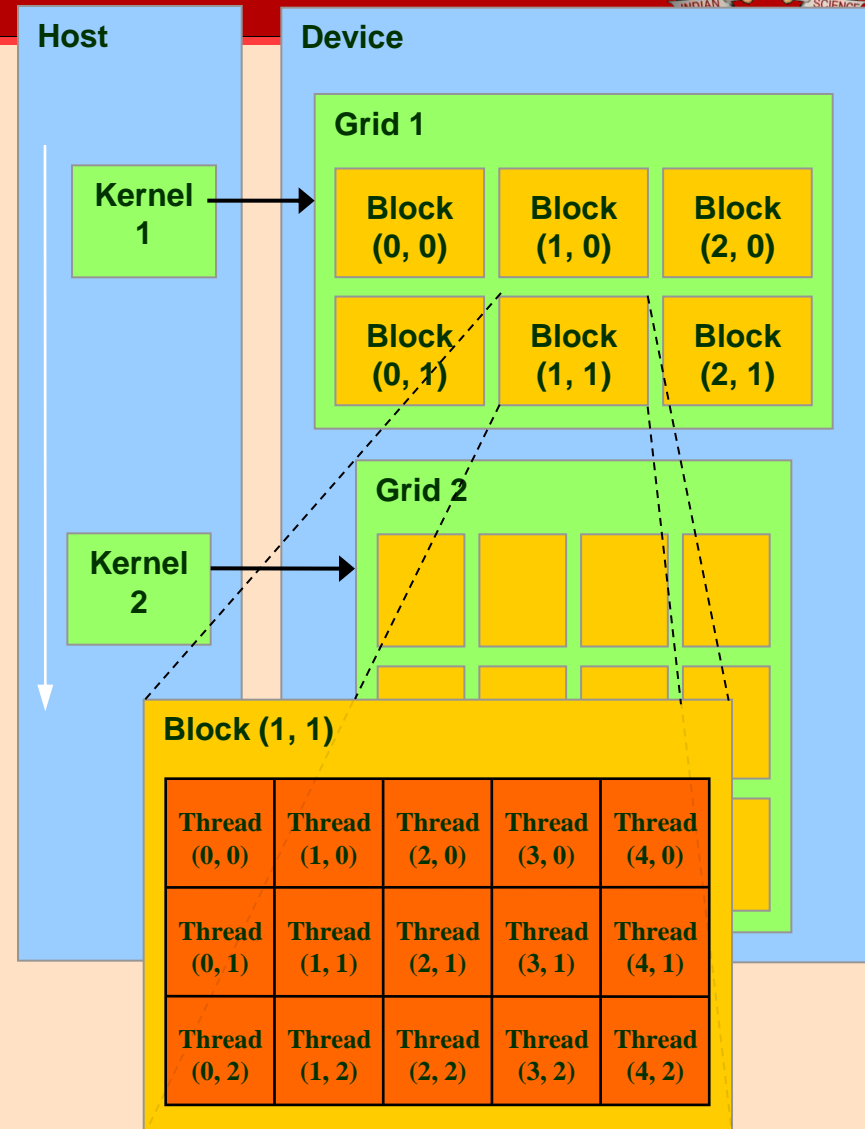 INDIAN
SCIENCE
Host
Device
Grid 1
Kernel
1
Block
(0, 0)
Block
(1, 0)
Block
(2, 0)
Block
(0, 1)
Block
(1, 1)
Block
(2, 1)
Grid 2
Kernel
2
Block (1, 1)
Thread
(0, 0)
Thread
(1, 0)
Thread
(2, 0)
Thread
(3, 0)
Thread
(4, 0)
Thread
(0, 1)
Thread
(1, 1)
Thread
(2, 1)
Thread
(3, 1)
Thread
(4, 1)
Thread
(0, 2)
Thread
(1, 2)
Thread
(2, 2)
Thread
(3, 2)
Thread
(4, 2)